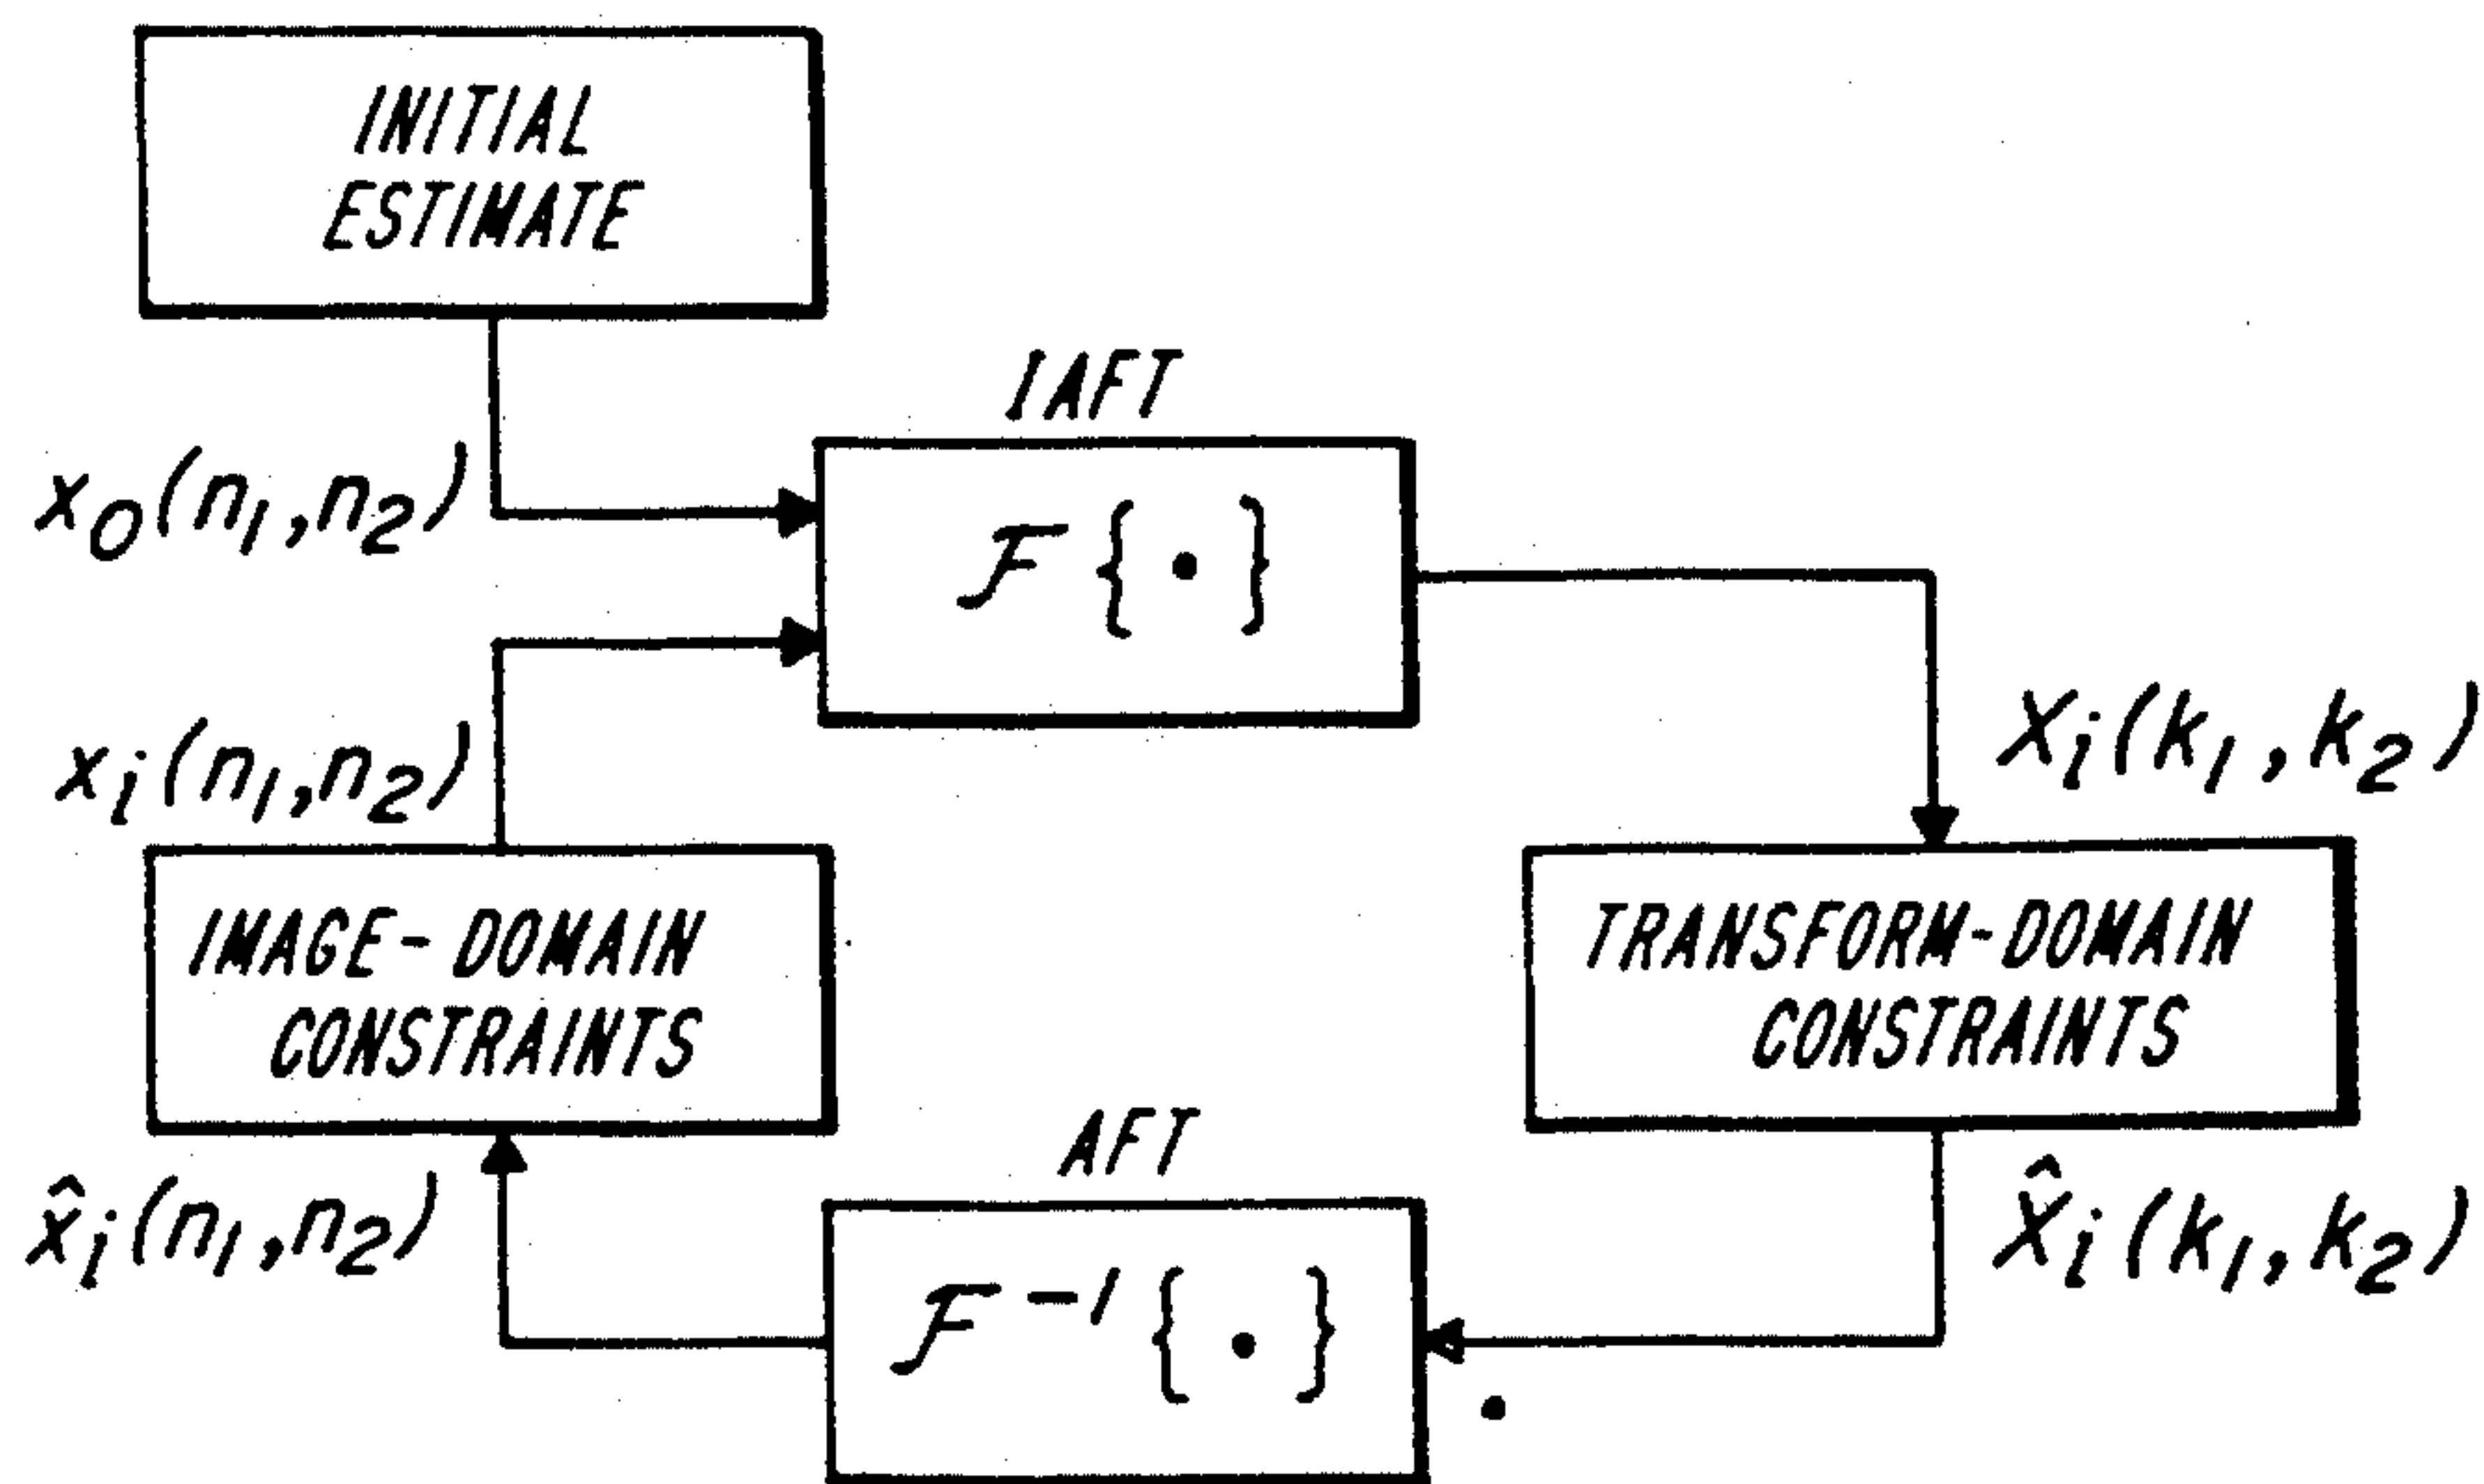 INITIAL
ESTIMATE
IAFT
x₀(n₁,n₂)
ℱ{•}
xᵢ(n₁,n₂)
Xᵢ(k₁,k₂)
IMAGE-DOMAIN
CONSTRAINTS
TRANSFORM-DOMAIN
CONSTRAINTS
AFT
x̂ᵢ(n₁,n₂)
X̂ᵢ(k₁,k₂)
ℱ⁻¹{•}